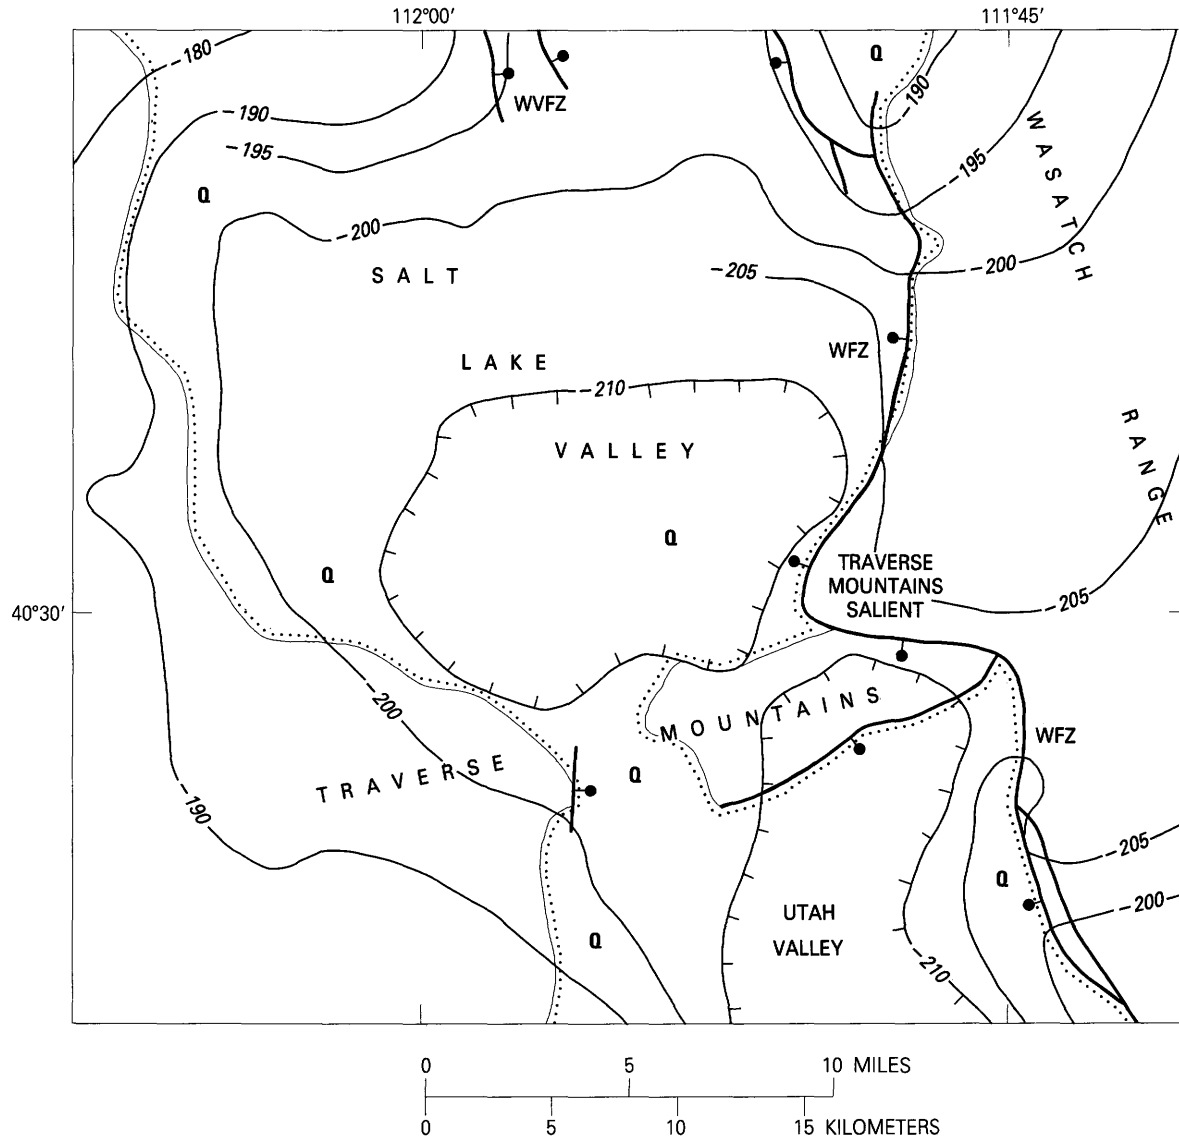 112°00′
111°45′
-180
Q
-190
WVFZ
-190
-195
-195
WASATCH
Q
-200
-200
SALT
-205
WFZ
LAKE
-210
VALLEY
RANGE
Q
Q
TRAVERSE
MOUNTAINS
SALIENT
-205
40°30′
-200
MOUNTAINS
WFZ
TRAVERSE
Q
-190
-205
Q
-200
UTAH
VALLEY
Q
-210
0 5 10 MILES
0 5 10 15 KILOMETERS